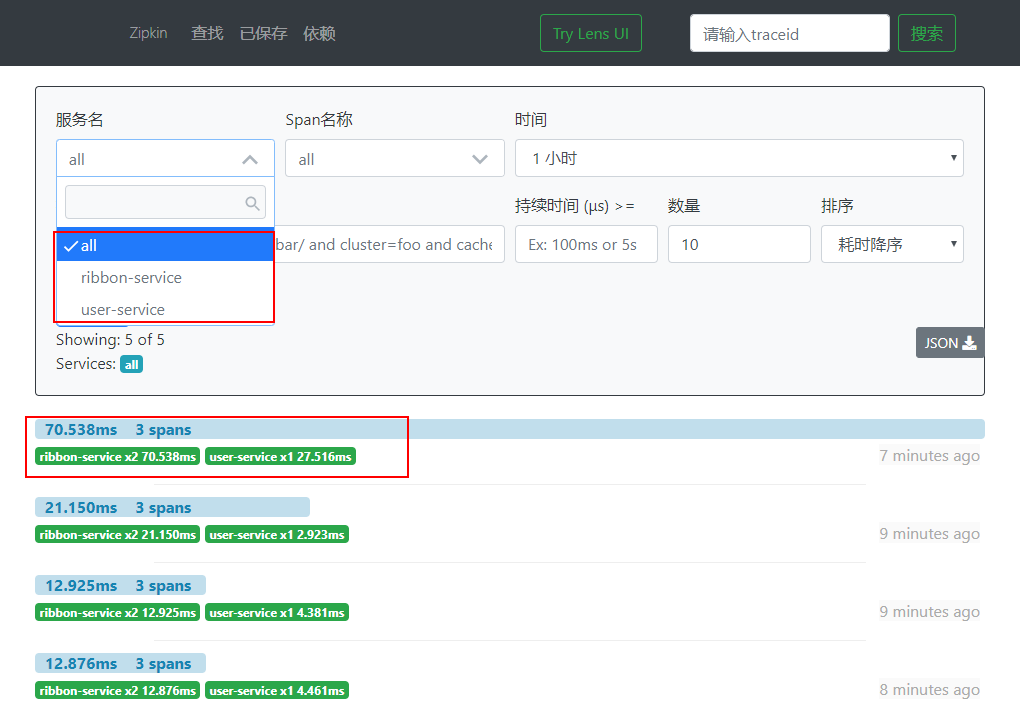 Zipkin 查找 已保存 依赖 Try Lens UI 请输入traceid 搜索
服务名 Span名称 时间
all all 1 小时
持续时间 (μs) >= 数量 排序
all bar/ and cluster=foo and cache Ex: 100ms or 5s 10 耗时降序
ribbon-service
user-service
Showing: 5 of 5 JSON
Services: all
70.538ms 3 spans
ribbon-service x2 70.538ms user-service x1 27.516ms 7 minutes ago
21.150ms 3 spans
ribbon-service x2 21.150ms user-service x1 2.923ms 9 minutes ago
12.925ms 3 spans
ribbon-service x2 12.925ms user-service x1 4.381ms 9 minutes ago
12.876ms 3 spans
ribbon-service x2 12.876ms user-service x1 4.461ms 8 minutes ago